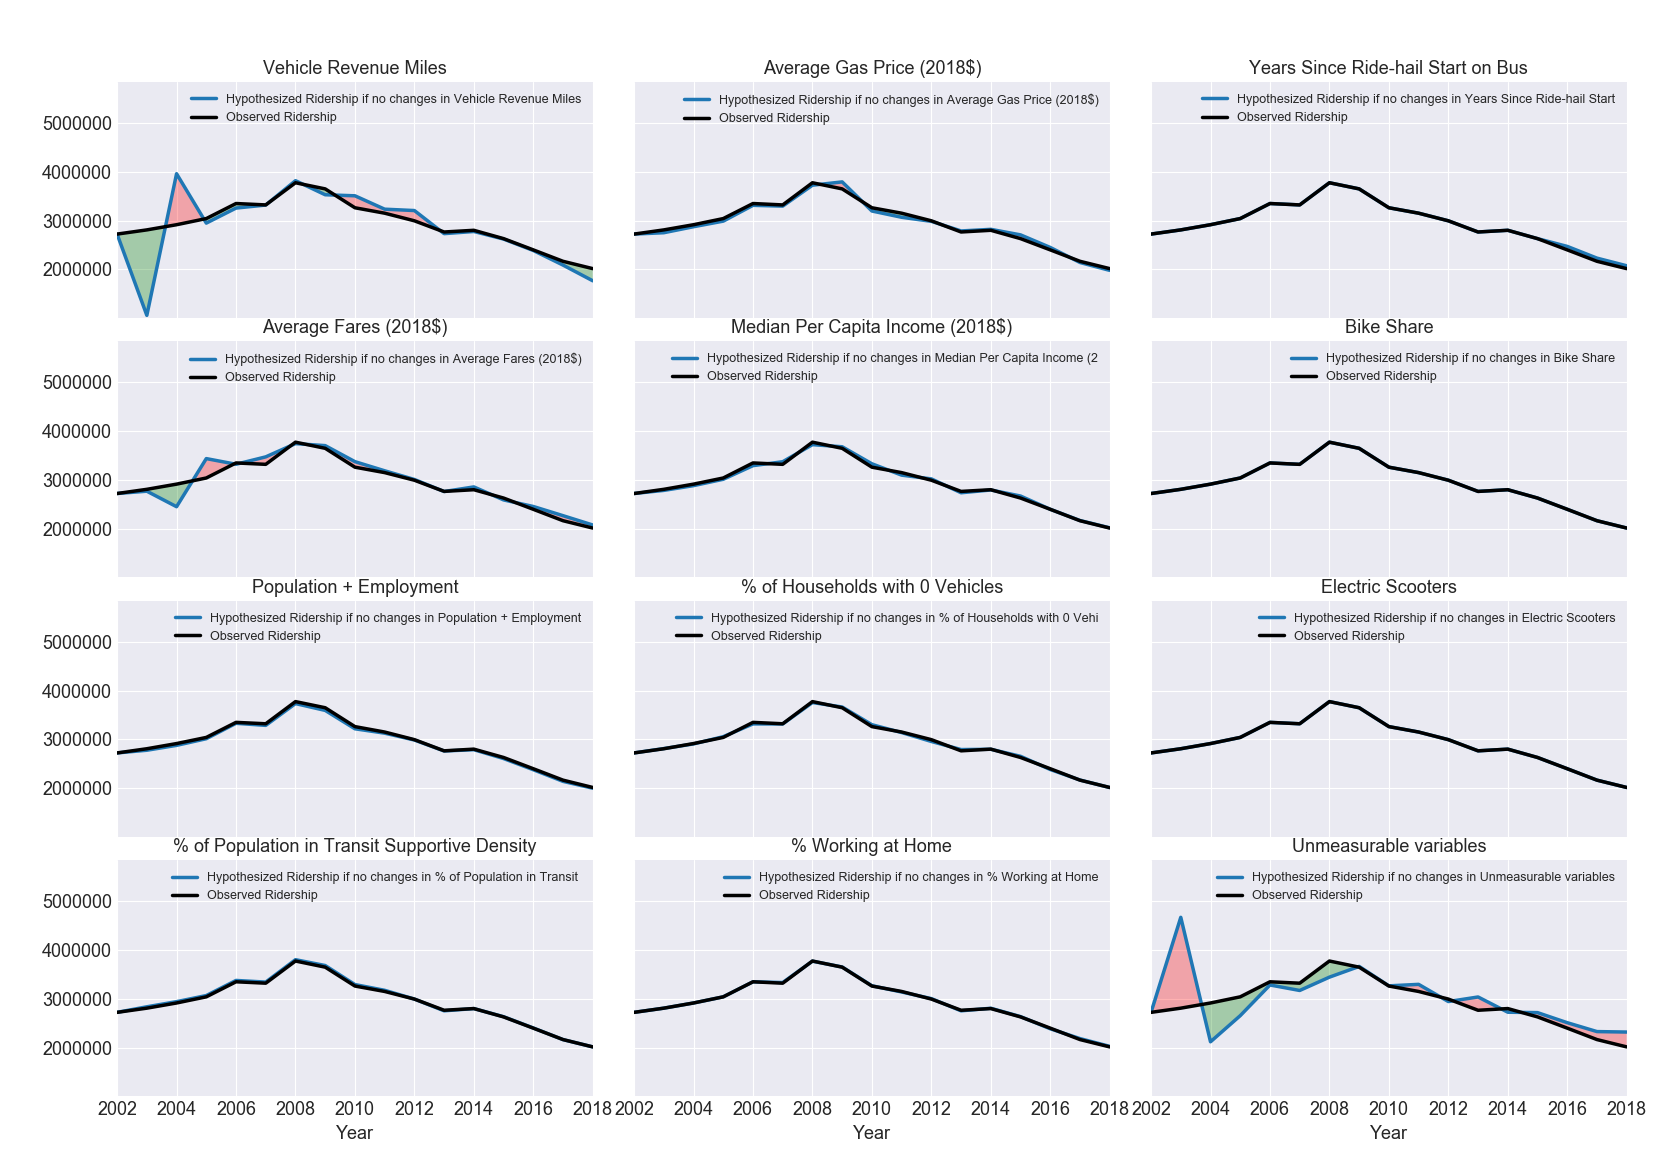 Vehicle Revenue Miles
Hypothesized Ridership if no changes in Vehicle Revenue Miles
Observed Ridership
5000000
4000000
3000000
2000000
Average Gas Price (2018$)
Hypothesized Ridership if no changes in Average Gas Price (2018$)
Observed Ridership
Years Since Ride-hail Start on Bus
Hypothesized Ridership if no changes in Years Since Ride-hail Start
Observed Ridership
Average Fares (2018$)
Hypothesized Ridership if no changes in Average Fares (2018$)
Observed Ridership
5000000
4000000
3000000
2000000
Median Per Capita Income (2018$)
Hypothesized Ridership if no changes in Median Per Capita Income (2
Observed Ridership
Bike Share
Hypothesized Ridership if no changes in Bike Share
Observed Ridership
Population + Employment
Hypothesized Ridership if no changes in Population + Employment
Observed Ridership
5000000
4000000
3000000
2000000
% of Households with 0 Vehicles
Hypothesized Ridership if no changes in % of Households with 0 Vehi
Observed Ridership
Electric Scooters
Hypothesized Ridership if no changes in Electric Scooters
Observed Ridership
% of Population in Transit Supportive Density
Hypothesized Ridership if no changes in % of Population in Transit
Observed Ridership
5000000
4000000
3000000
2000000
2002 2004 2006 2008 2010 2012 2014 2016 2018
Year
% Working at Home
Hypothesized Ridership if no changes in % Working at Home
Observed Ridership
2002 2004 2006 2008 2010 2012 2014 2016 2018
Year
Unmeasurable variables
Hypothesized Ridership if no changes in Unmeasurable variables
Observed Ridership
2002 2004 2006 2008 2010 2012 2014 2016 2018
Year